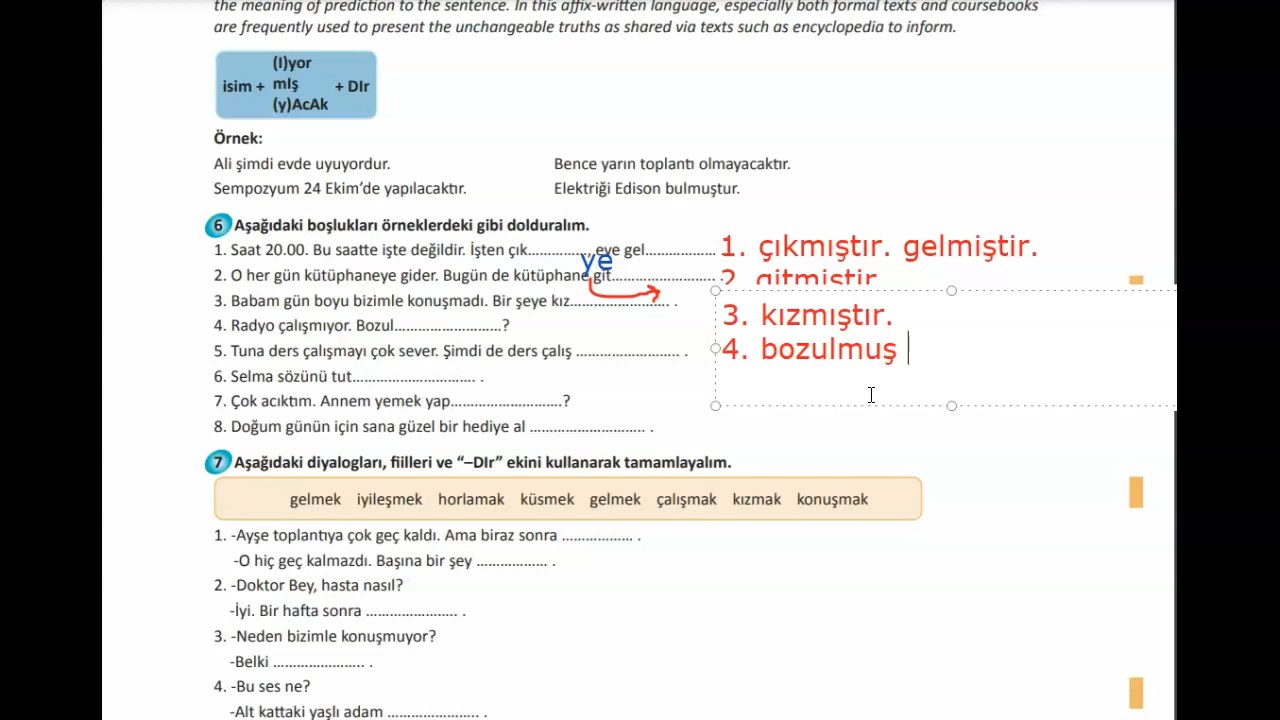 the meaning of prediction to the sentence. In this affix-written language, especially both formal texts and coursebooks
are frequently used to present the unchangeable truths as shared via texts such as encyclopedia to inform.
(I)yor
isim + mIş + DIr
(y)AcAk
Örnek:
Ali şimdi evde uyuyordur. Bence yarın toplantı olmayacaktır.
Sempozyum 24 Ekim’de yapılacaktır. Elektriği Edison bulmuştur.
6 Aşağıdaki boşlukları örneklerdeki gibi dolduralım.
1. Saat 20.00. Bu saatte işte değildir. İşten çık................, eve gel.................. 1. çıkmıştır. gelmiştir.
ye
2. O her gün kütüphaneye gider. Bugün de kütüphane git.......................... . 2. gitmiştir
3. Babam gün boyu bizimle konuşmadı. Bir şeye kız......................... . 3. kızmıştır.
4. Radyo çalışmıyor. Bozul...........................? 4. bozulmuş
5. Tuna ders çalışmayı çok sever. Şimdi de ders çalış .......................... .
6. Selma sözünü tut............................... .
7. Çok acıktım. Annem yemek yap............................?
8. Doğum günün için sana güzel bir hediye al ............................. .
7 Aşağıdaki diyalogları, fiilleri ve “–DIr” ekini kullanarak tamamlayalım.
gelmek iyileşmek horlamak küsmek gelmek çalışmak kızmak konuşmak
1. -Ayşe toplantıya çok geç kaldı. Ama biraz sonra .................. .
-O hiç geç kalmazdı. Başına bir şey .................. .
2. -Doktor Bey, hasta nasıl?
-İyi. Bir hafta sonra ....................... .
3. -Neden bizimle konuşmuyor?
-Belki ....................... .
4. -Bu ses ne?
-Alt kattaki yaşlı adam ....................... .